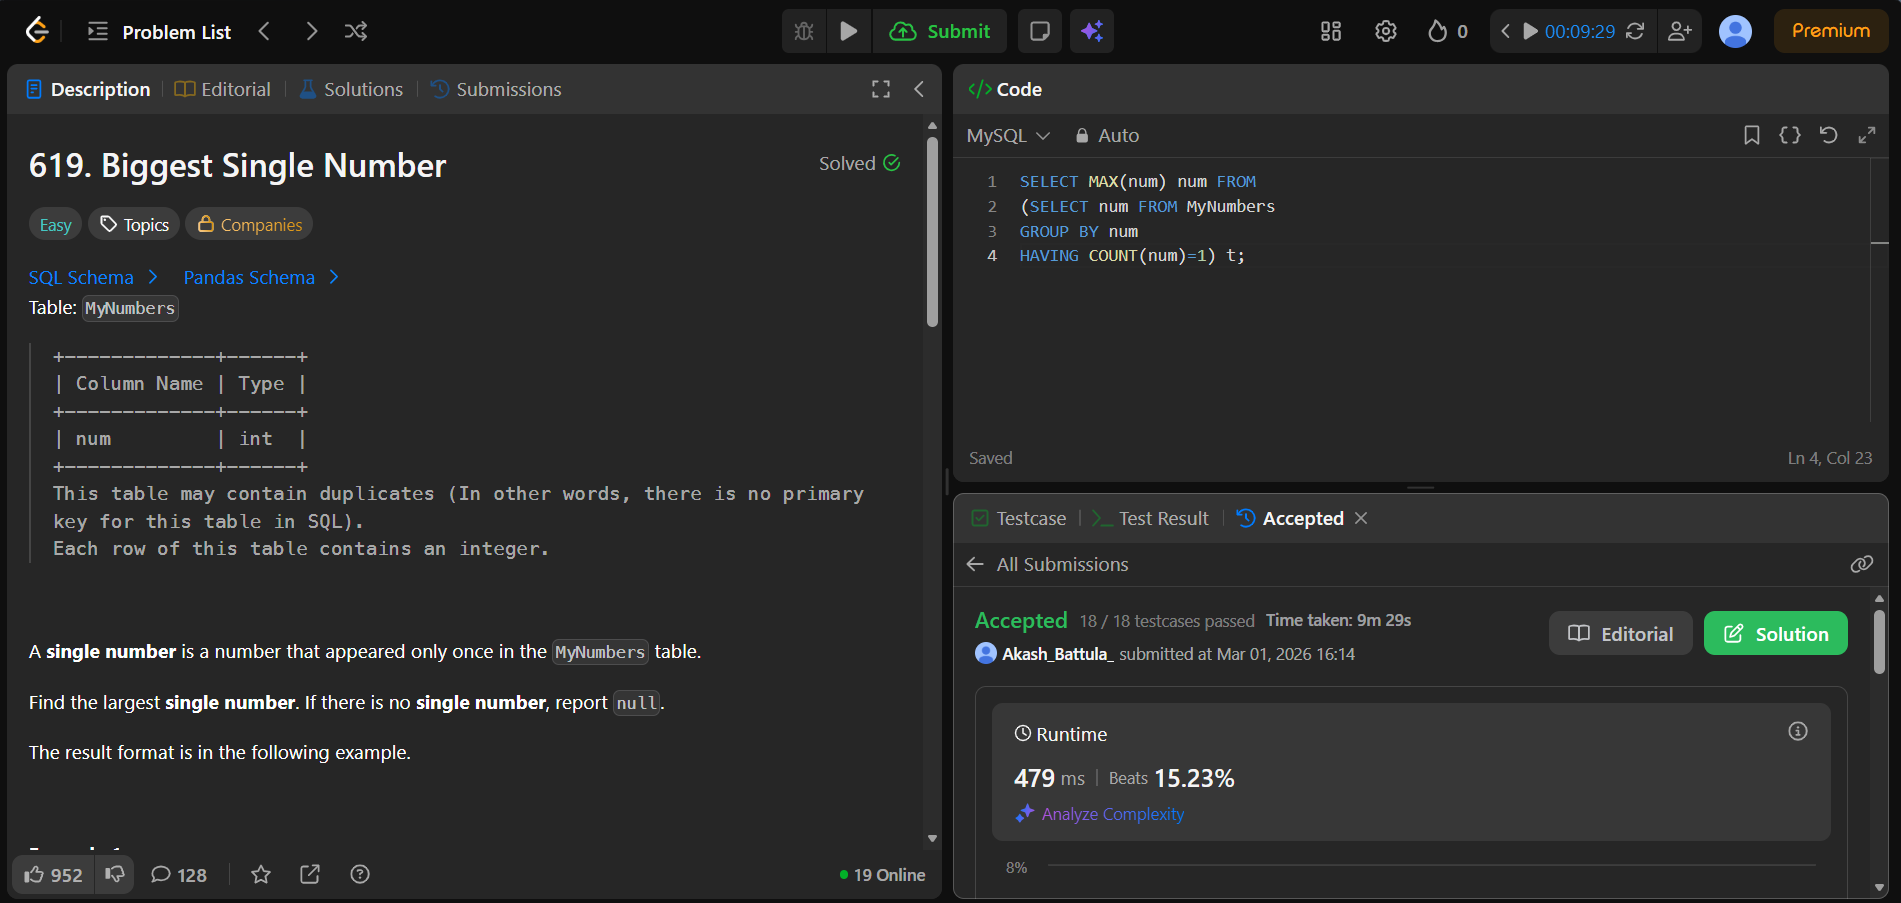 Problem List
Submit
0
00:09:29
Premium
Description
Editorial
Solutions
Submissions
619. Biggest Single Number
Solved
Easy
Topics
Companies
SQL Schema
Pandas Schema
Table: MyNumbers
+-------------+------+
| Column Name | Type |
+-------------+------+
| num         | int  |
+-------------+------+
This table may contain duplicates (In other words, there is no primary
key for this table in SQL).
Each row of this table contains an integer.
A single number is a number that appeared only once in the MyNumbers table.
Find the largest single number. If there is no single number, report null.
The result format is in the following example.
952
128
19 Online
</> Code
MySQL
Auto
1 SELECT MAX(num) num FROM
2 (SELECT num FROM MyNumbers
3 GROUP BY num
4 HAVING COUNT(num)=1) t;
Saved
Ln 4, Col 23
Testcase
Test Result
Accepted
All Submissions
Accepted 18 / 18 testcases passed Time taken: 9m 29s
Akash_Battula_ submitted at Mar 01, 2026 16:14
Editorial
Solution
Runtime
479 ms | Beats 15.23%
Analyze Complexity
8%